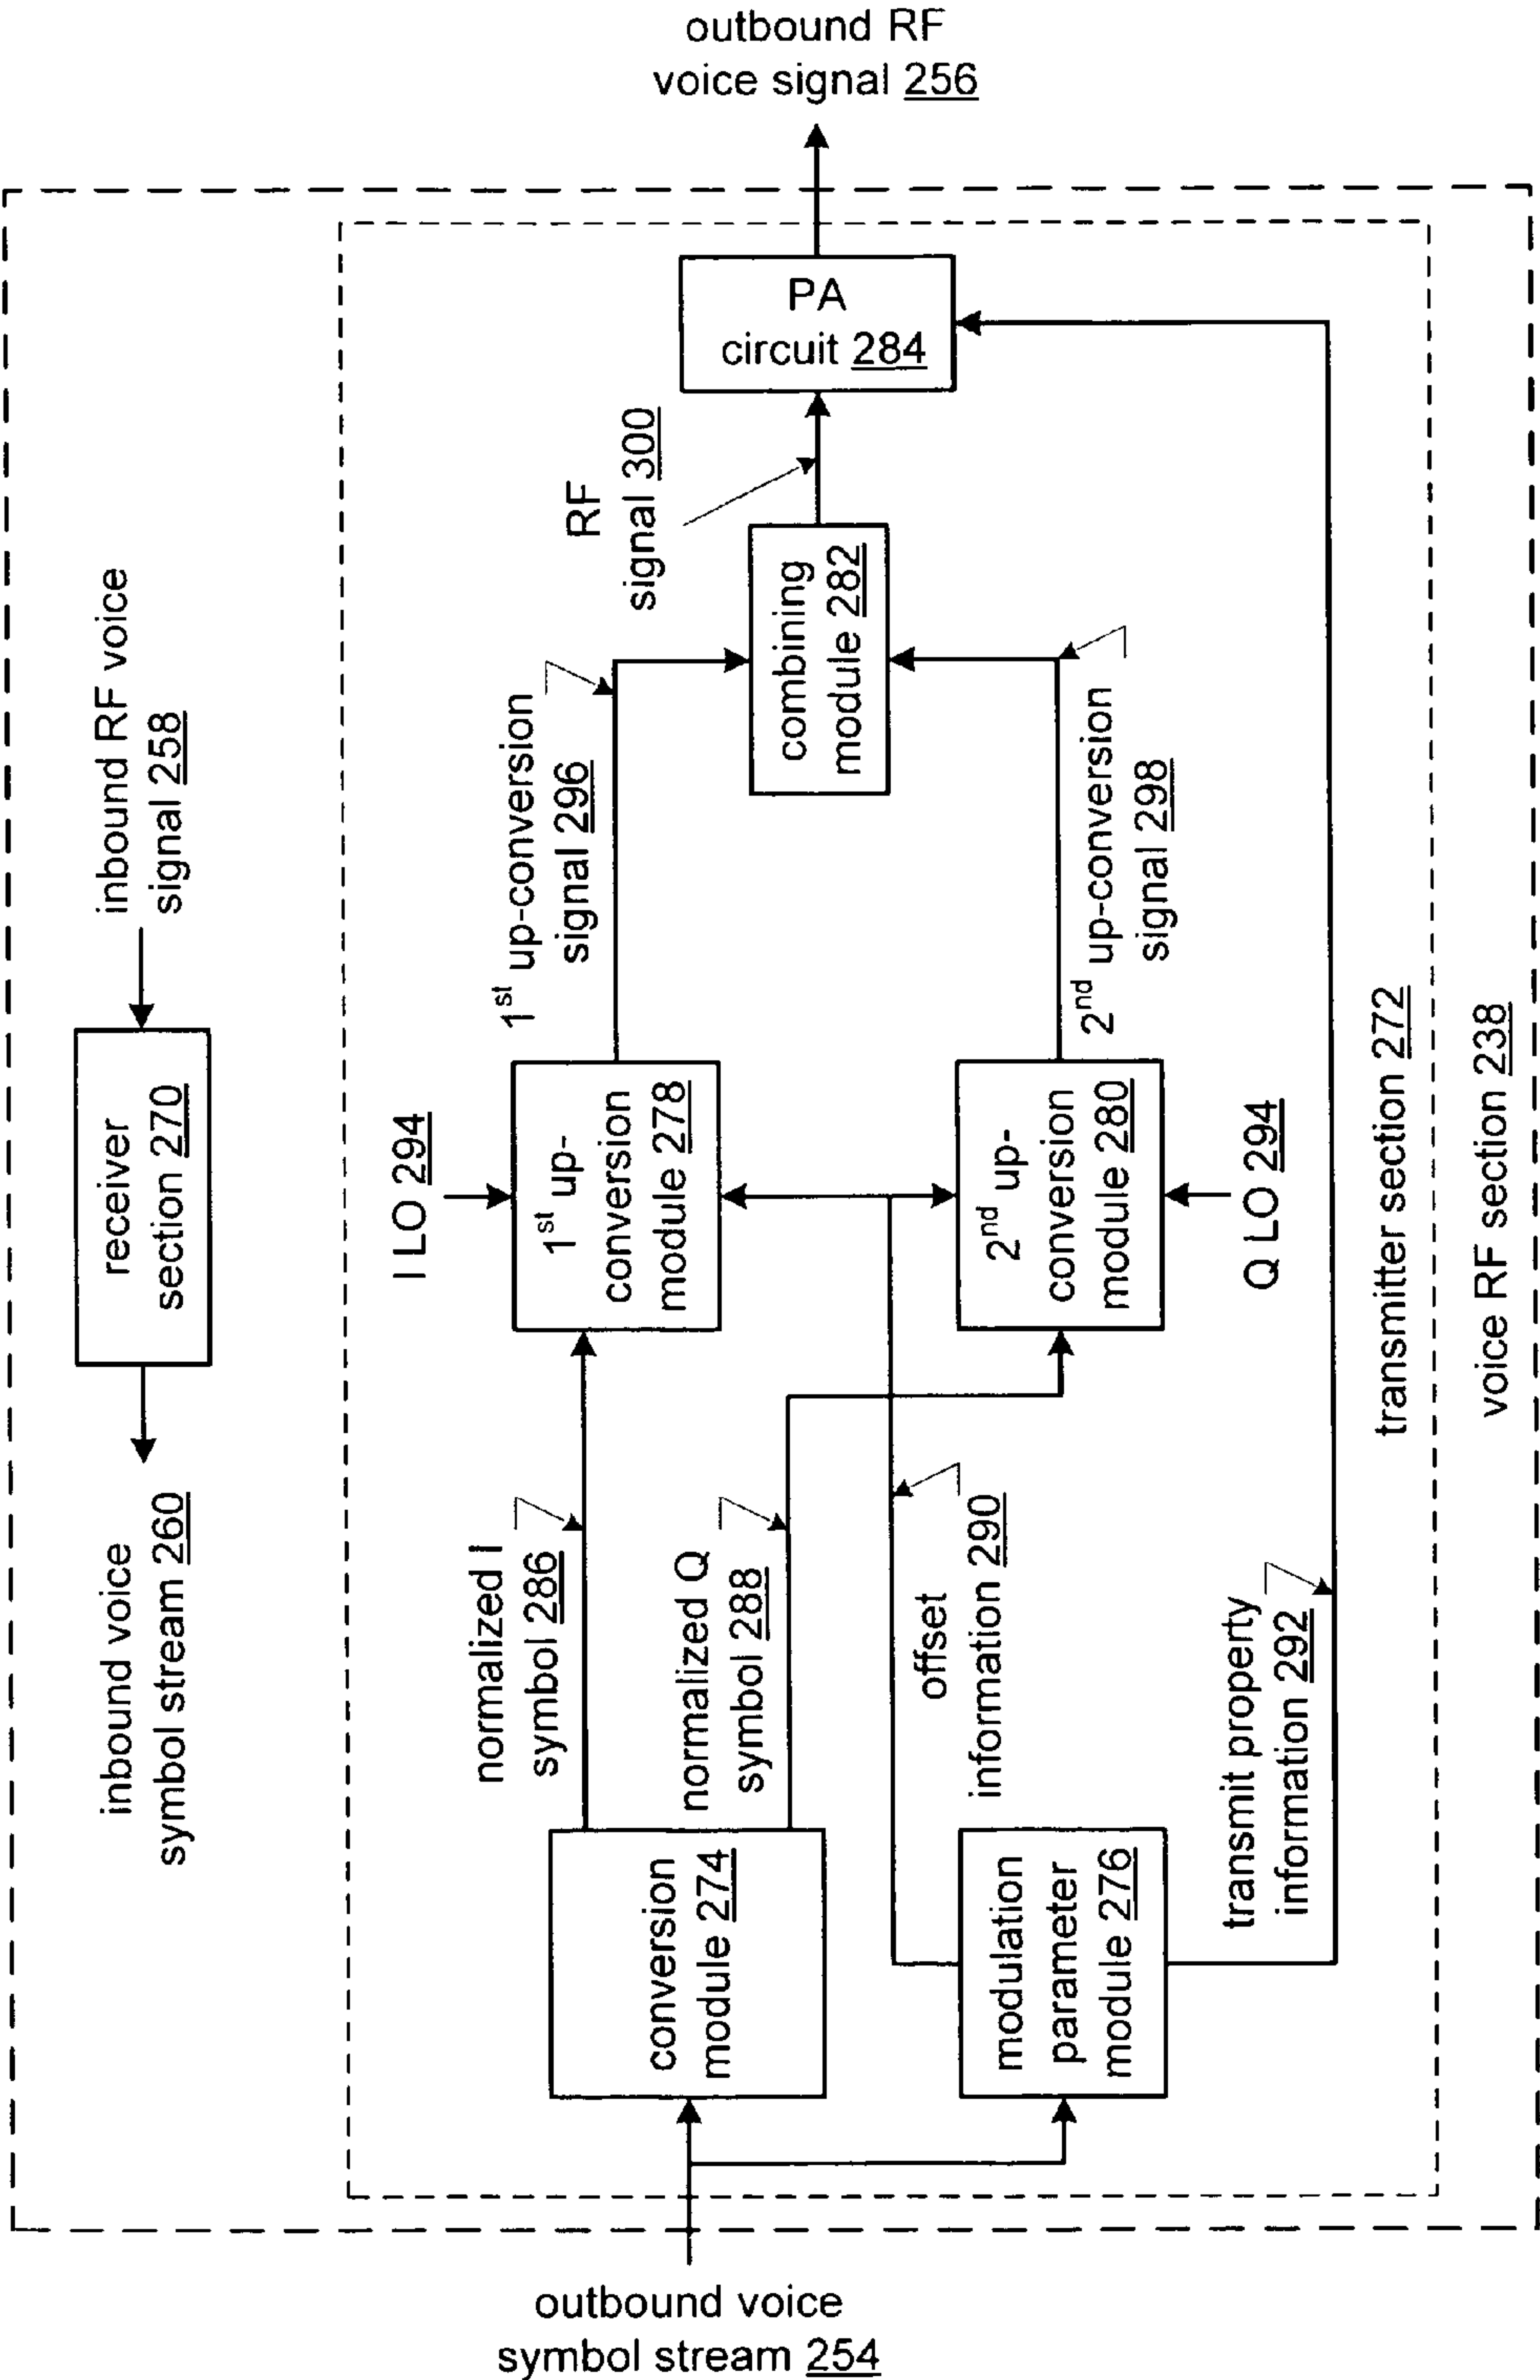 outbound RF
voice signal 256
inbound RF voice
signal 258
receiver
section 270
inbound voice
symbol stream 260
PA
circuit 284
RF
signal 300
combining
module 282
1st up-conversion
signal 296
2nd up-conversion
signal 298
I LO 294
1st up-
conversion
module 278
2nd up-
conversion
module 280
Q LO 294
normalized I
symbol 286
normalized Q
symbol 288
offset
information 290
transmit property
information 292
conversion
module 274
modulation
parameter
module 276
transmitter section 272
voice RF section 238
outbound voice
symbol stream 254